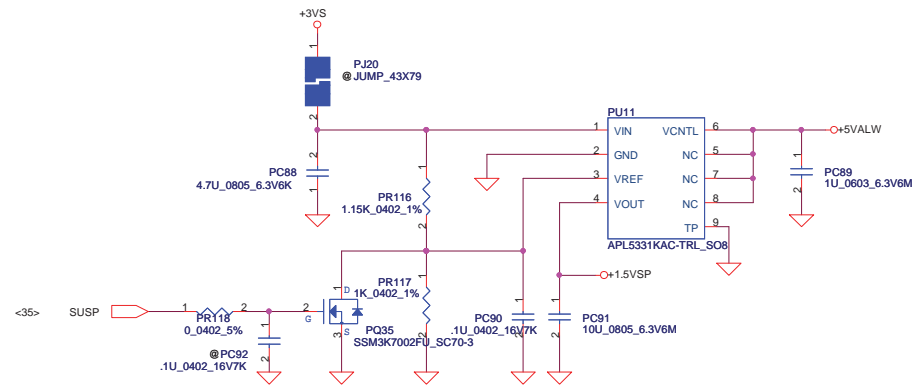 +3VS
1
PJ20
@ JUMP_43X79
2
PU11
1 VIN VCNTL 6
+5VALW
2 GND NC 5
3 VREF NC 7
4 VOUT NC 8
TP 9
APL5331KAC-TRL_SO8
2
PC88
4.7U_0805_6.3V6K
1
1
PR116
1.15K_0402_1%
2
1
PC89
1U_0603_6.3V6M
2
+1.5VSP
1
PR117
1K_0402_1%
2
1
D
2
G
S
3
PQ35
SSM3K7002FU_SC70-3
<35> SUSP
1 2
PR118
0_0402_5%
1
@PC92
.1U_0402_16V7K
2
1
PC90
.1U_0402_16V7K
2
1
PC91
10U_0805_6.3V6M
2